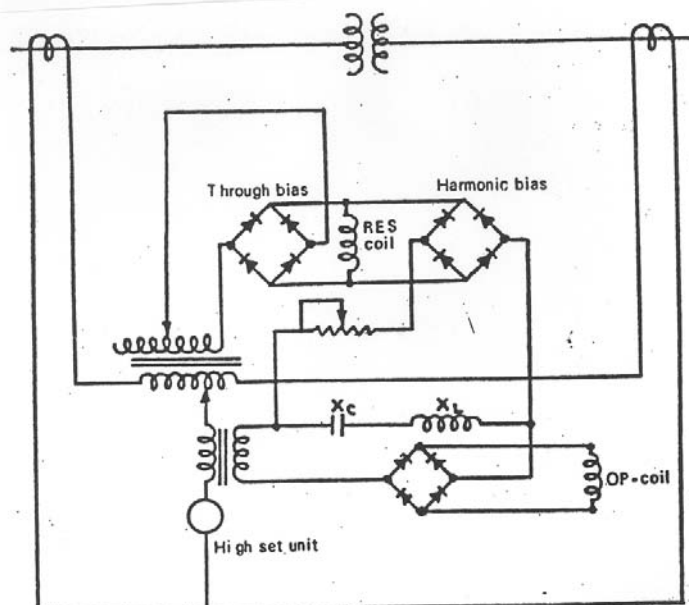 Through bias
Harmonic bias
RES
coil
Xc
XL
OP-coil
High set unit